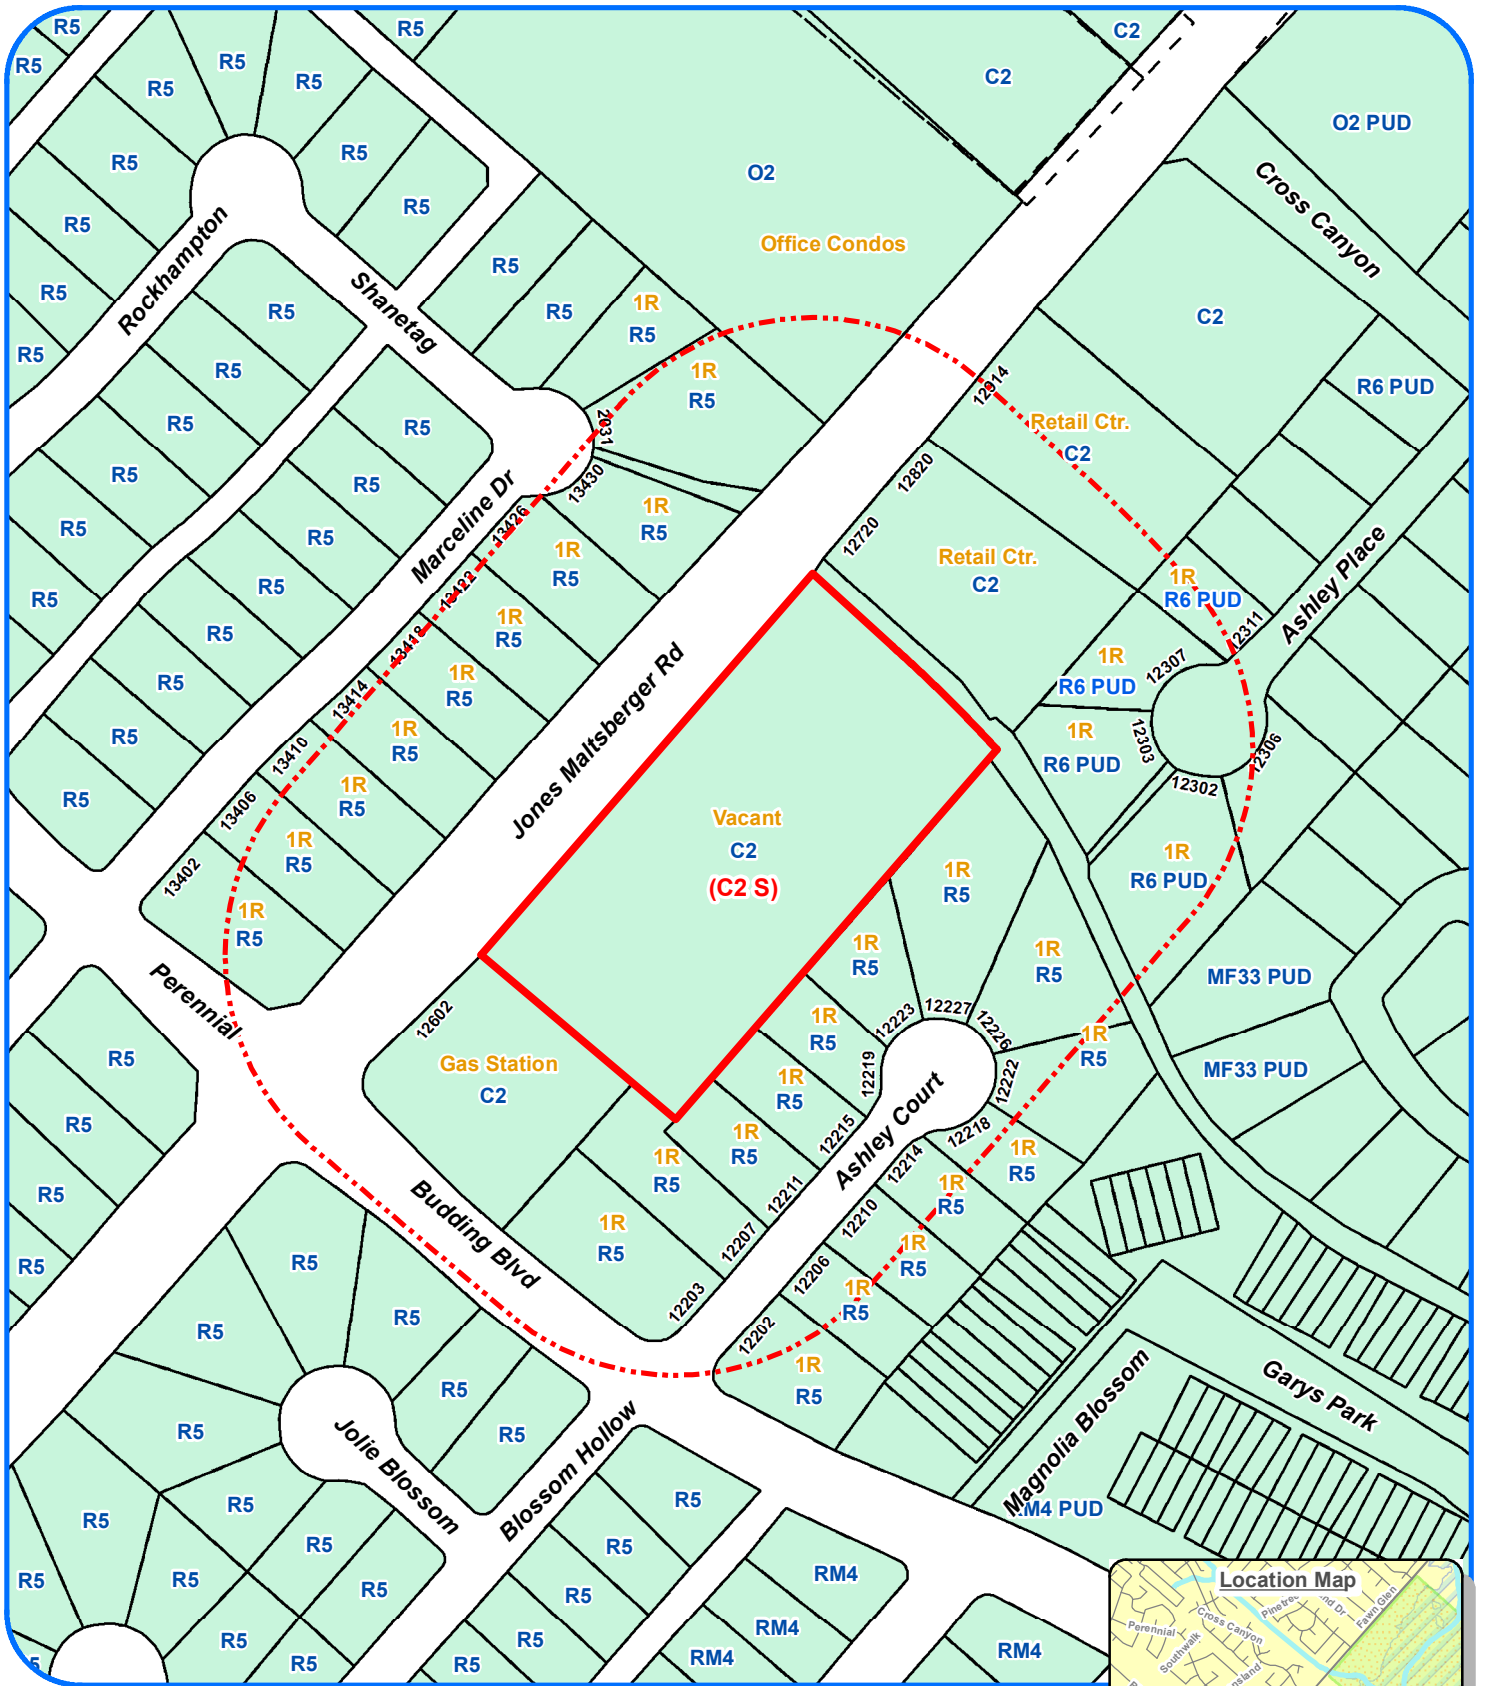 R5
R5
R5
R5
R5
R5
C2
C2
O2 PUD
R5
R5
O2
Cross Canyon
R5
R5
R5
Rockhampton
Office Condos
R5
R5
Shanetag
R5
R5
1R
R5
C2
R5
R5
1R
R5
R6 PUD
R5
R5
2031
12914
Retail Ctr.
C2
R5
R5
13430
12820
Marceline Dr
13426
1R
R5
12720
R5
R5
1R
R5
Retail Ctr.
C2
Ashley Place
R5
R5
13422
1R
R6 PUD
R5
13418
1R
R5
12311
R5
13414
1R
R5
Jones Maltsberger Rd
1R
R6 PUD
12307
R5
13410
1R
R5
1R
R6 PUD
12303
12306
12302
R5
13406
1R
R5
Vacant
C2
(C2 S)
13402
1R
R5
1R
R5
1R
R6 PUD
1R
R5
1R
R5
1R
R5
MF33 PUD
Perennial
12602
1R
R5
12223
12227
12226
1R
R5
R5
Gas Station
C2
1R
R5
12219
12222
MF33 PUD
R5
1R
R5
12215
Ashley Court
12218
1R
R5
R5
1R
R5
12211
12214
1R
R5
Budding Blvd
1R
R5
12207
12210
1R
R5
R5
R5
12203
12206
1R
R5
R5
R5
12202
1R
R5
R5
R5
R5
Jolie Blossom
Blossom Hollow
Magnolia Blossom
Garys Park
R5
R5
R5
M4 PUD
R5
R5
R5
R5
R5
R5
R5
RM4
R5
R5
R5
R5
R5
RM4
RM4
RM4
Location Map
Perennial
Southwalk
Cross Canyon
Fawn Glen